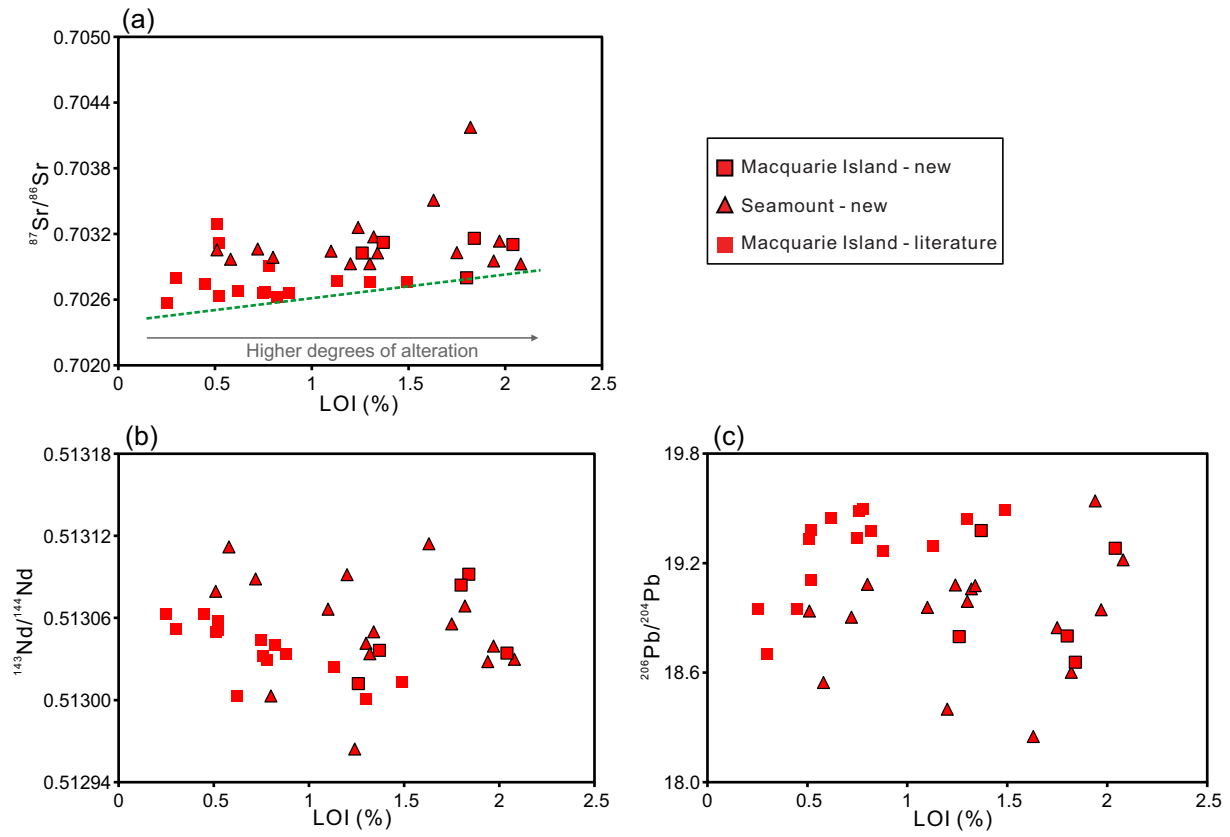 (a)
0.7050
0.7044
0.7038
0.7032
0.7026
0.7020
⁸⁷Sr/⁸⁶Sr
Higher degrees of alteration
0 0.5 1 1.5 2 2.5
LOI (%)
Macquarie Island - new
Seamount - new
Macquarie Island - literature
(b)
0.51318
0.51312
0.51306
0.51300
0.51294
¹⁴³Nd/¹⁴⁴Nd
0 0.5 1 1.5 2 2.5
LOI (%)
(c)
19.8
19.2
18.6
18.0
²⁰⁶Pb/²⁰⁴Pb
0 0.5 1 1.5 2 2.5
LOI (%)